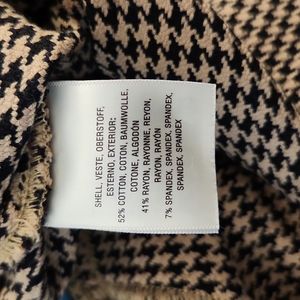 SHELL, VESTE, OBERSTOFF,
ESTERNO, EXTERIOR:
52% COTTON, COTON, BAUMWOLLE,
COTONE, ALGODÓN
41% RAYON, RAYONNE, REYON,
RAYON, RAYÓN
7% SPANDEX, SPANDEX, SPANDEX,
SPANDEX, SPANDEX